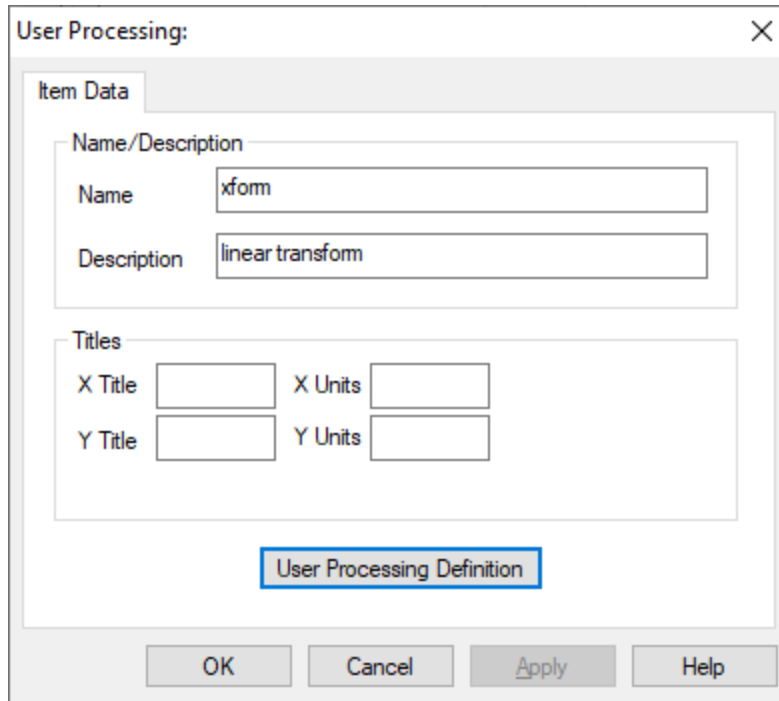 User Processing:
Item Data
Name/Description
Name xform
Description linear transform
Titles
X Title X Units
Y Title Y Units
User Processing Definition
OK Cancel Apply Help